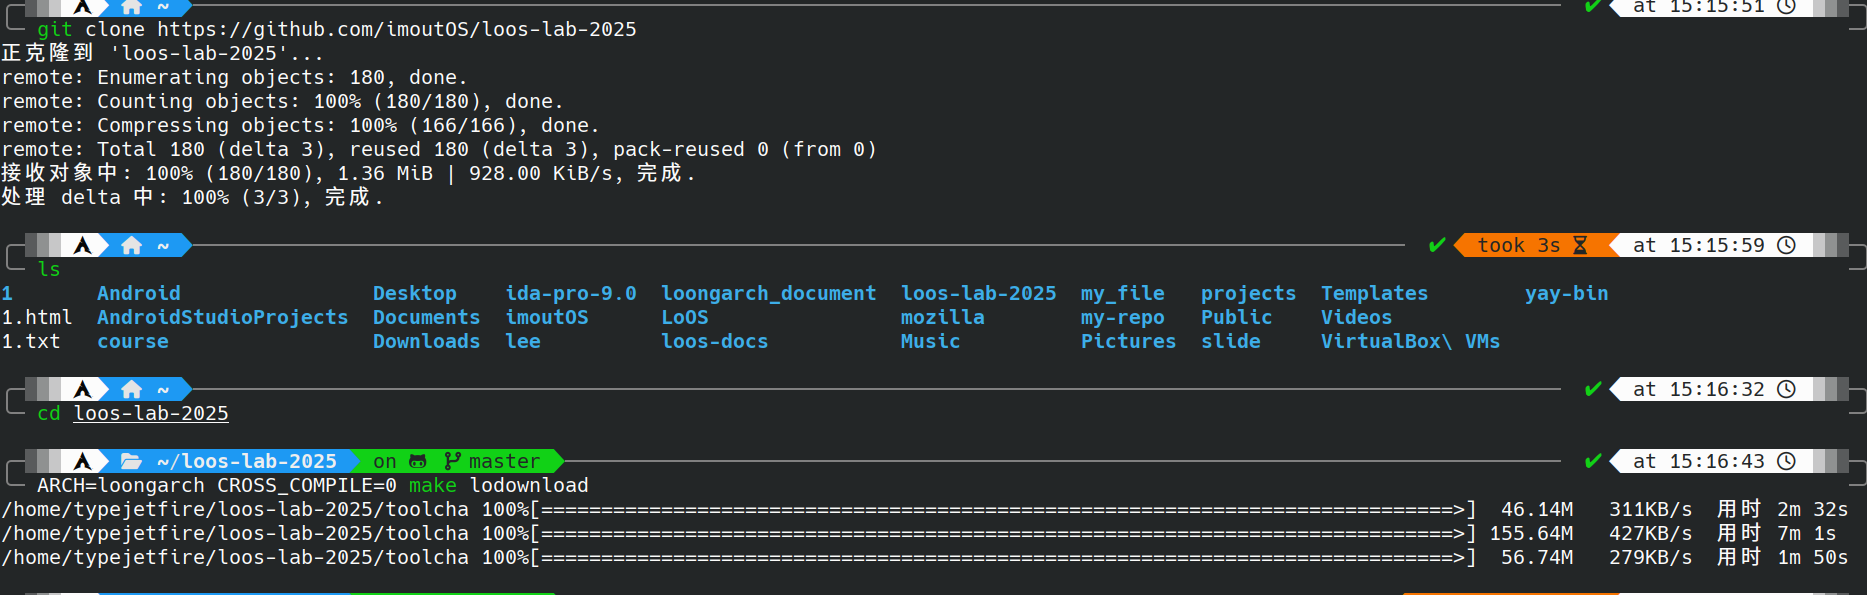 ~ ✔ at 15:15:51
git clone https://github.com/imoutOS/loos-lab-2025
正克隆到 'loos-lab-2025'...
remote: Enumerating objects: 180, done.
remote: Counting objects: 100% (180/180), done.
remote: Compressing objects: 100% (166/166), done.
remote: Total 180 (delta 3), reused 180 (delta 3), pack-reused 0 (from 0)
接收对象中: 100% (180/180), 1.36 MiB | 928.00 KiB/s, 完成.
处理 delta 中: 100% (3/3), 完成.
~ ✔ took 3s at 15:15:59
ls
1 Android Desktop ida-pro-9.0 loongarch_document loos-lab-2025 my_file projects Templates yay-bin
1.html AndroidStudioProjects Documents imoutOS LoOS mozilla my-repo Public Videos
1.txt course Downloads lee loos-docs Music Pictures slide VirtualBox\ VMs
~ ✔ at 15:16:32
cd loos-lab-2025
~/loos-lab-2025 on master ✔ at 15:16:43
ARCH=loongarch CROSS_COMPILE=0 make lodownload
/home/typejetfire/loos-lab-2025/toolcha 100%[============================================================================>] 46.14M 311KB/s 用时 2m 32s
/home/typejetfire/loos-lab-2025/toolcha 100%[============================================================================>] 155.64M 427KB/s 用时 7m 1s
/home/typejetfire/loos-lab-2025/toolcha 100%[============================================================================>] 56.74M 279KB/s 用时 1m 50s